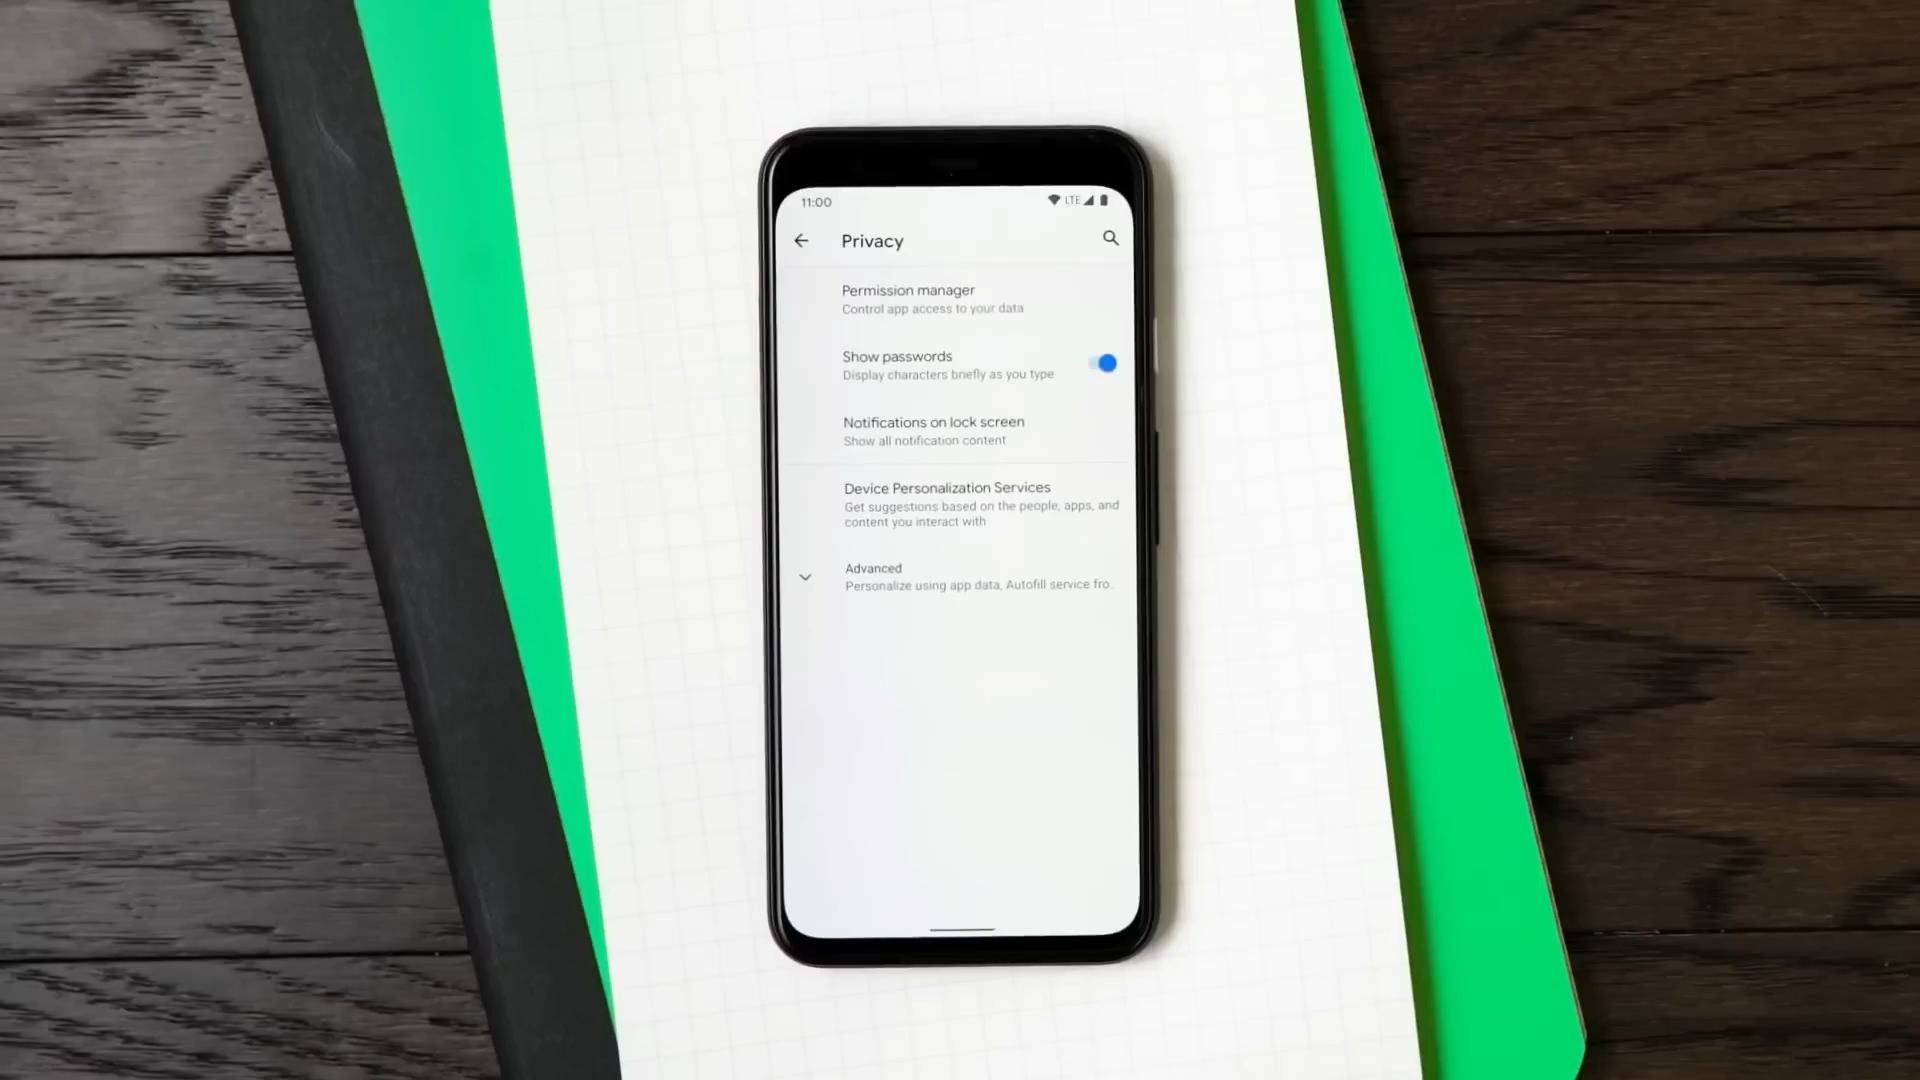 11:00
LTE
Privacy
Permission manager
Control app access to your data
Show passwords
Display characters briefly as you type
Notifications on lock screen
Show all notification content
Device Personalization Services
Get suggestions based on the people, apps, and
content you interact with
Advanced
Personalize using app data, Autofill service fro.